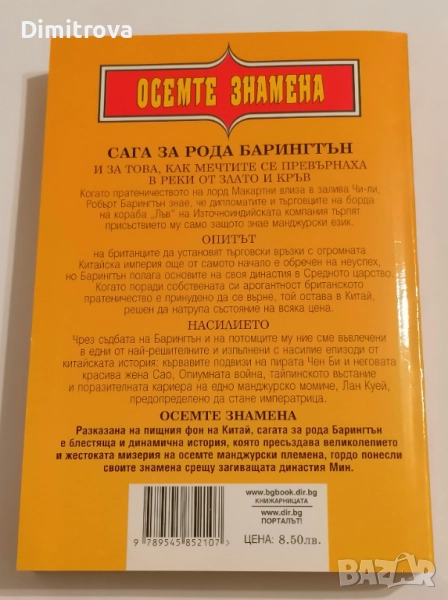 Dimitrova
ОСЕМТЕ ЗНАМЕНА
САГА ЗА РОДА БАРИНГТЪН
И ЗА ТОВА, КАК МЕЧТИТЕ СЕ ПРЕВЪРНАХА
В РЕКИ ОТ ЗЛАТО И КРЪВ
Когато пратеничеството на лорд Макартни влиза в залива Чи-ли,
Робърт Барингтън знае, че дипломатите и търговците на борда
на кораба „Лъв" на Източноиндийската компания търпят
присъствието му само защото знае манджурски език.
ОПИТЪТ
на британците да установят търговски връзки с огромната
Китайска империя още от самото начало е обречен на неуспех,
но Барингтън полага основите на своя династия в Средното царство.
Когато поради собствената си арогантност британското
пратеничество е принудено да се върне, той остава в Китай,
решен да натрупа състояние на всяка цена.
НАСИЛИЕТО
Чрез съдбата на Барингтън и на потомците му ние сме въвлечени
в едни от най-решителните и изпълнени с насилие епизоди от
китайската история: кървавите подвизи на пирата Чен Би и неговата
красива жена Сао, Опиумната война, тайпинското въстание
и поразителната кариера на едно манджурско момиче, Лан Куей,
предопределено да стане императрица.
ОСЕМТЕ ЗНАМЕНА
Разказана на пищния фон на Китай, сагата за рода Барингтън
е блестяща и динамична история, която пресъздава великолепието
и жестоката мизерия на осемте манджурски племена, гордо понесли
своите знамена срещу загиващата династия Мин.
www.bgbook.dir.bg
КНИЖАРНИЦАТА
www.dir.bg
ПОРТАЛЪТ!
ЦЕНА: 8.50лв.
9 789545 852107
BAZAR